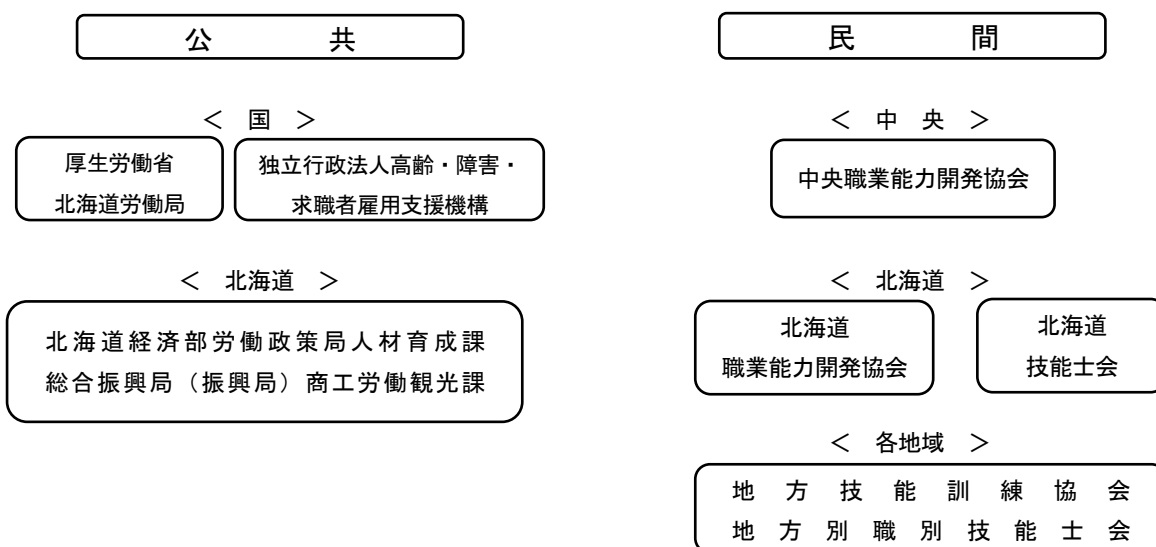 公 共
＜ 国 ＞
厚生労働省
北海道労働局
独立行政法人高齢・障害・
求職者雇用支援機構
＜ 北海道 ＞
北海道経済部労働政策局人材育成課
総合振興局（振興局）商工労働観光課
民 間
＜ 中 央 ＞
中央職業能力開発協会
＜ 北海道 ＞
北海道
職業能力開発協会
北海道
技能士会
＜ 各地域 ＞
地 方 技 能 訓 練 協 会
地 方 別 職 別 技 能 士 会